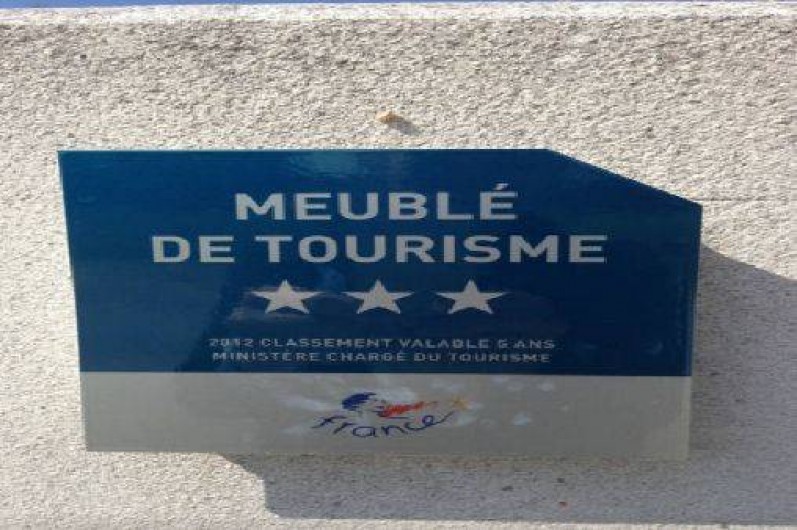 MEUBLÉ
DE TOURISME
2012 CLASSEMENT VALABLE 5 ANS
MINISTÈRE CHARGÉ DU TOURISME
france